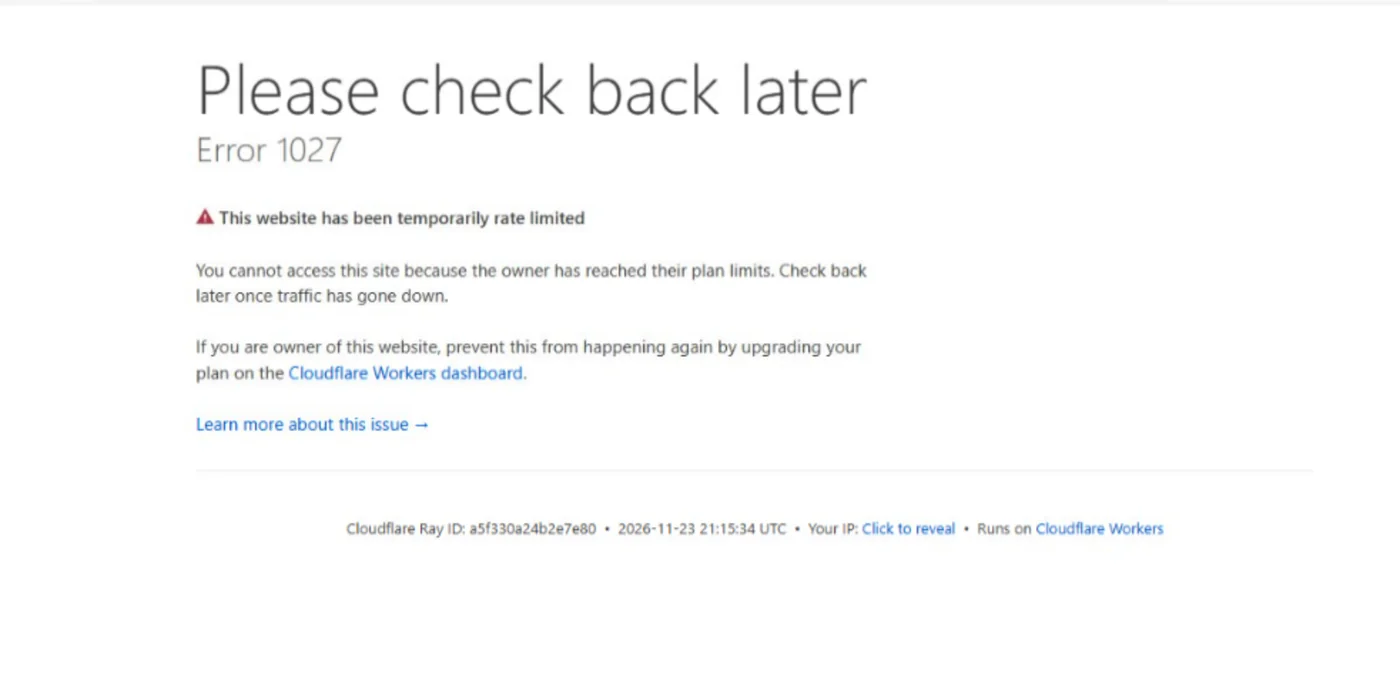 Please check back later
Error 1027
This website has been temporarily rate limited
You cannot access this site because the owner has reached their plan limits. Check back
later once traffic has gone down.
If you are owner of this website, prevent this from happening again by upgrading your
plan on the Cloudflare Workers dashboard.
Learn more about this issue →
Cloudflare Ray ID: a5f330a24b2e7e80 • 2026-11-23 21:15:34 UTC • Your IP: Click to reveal • Runs on Cloudflare Workers